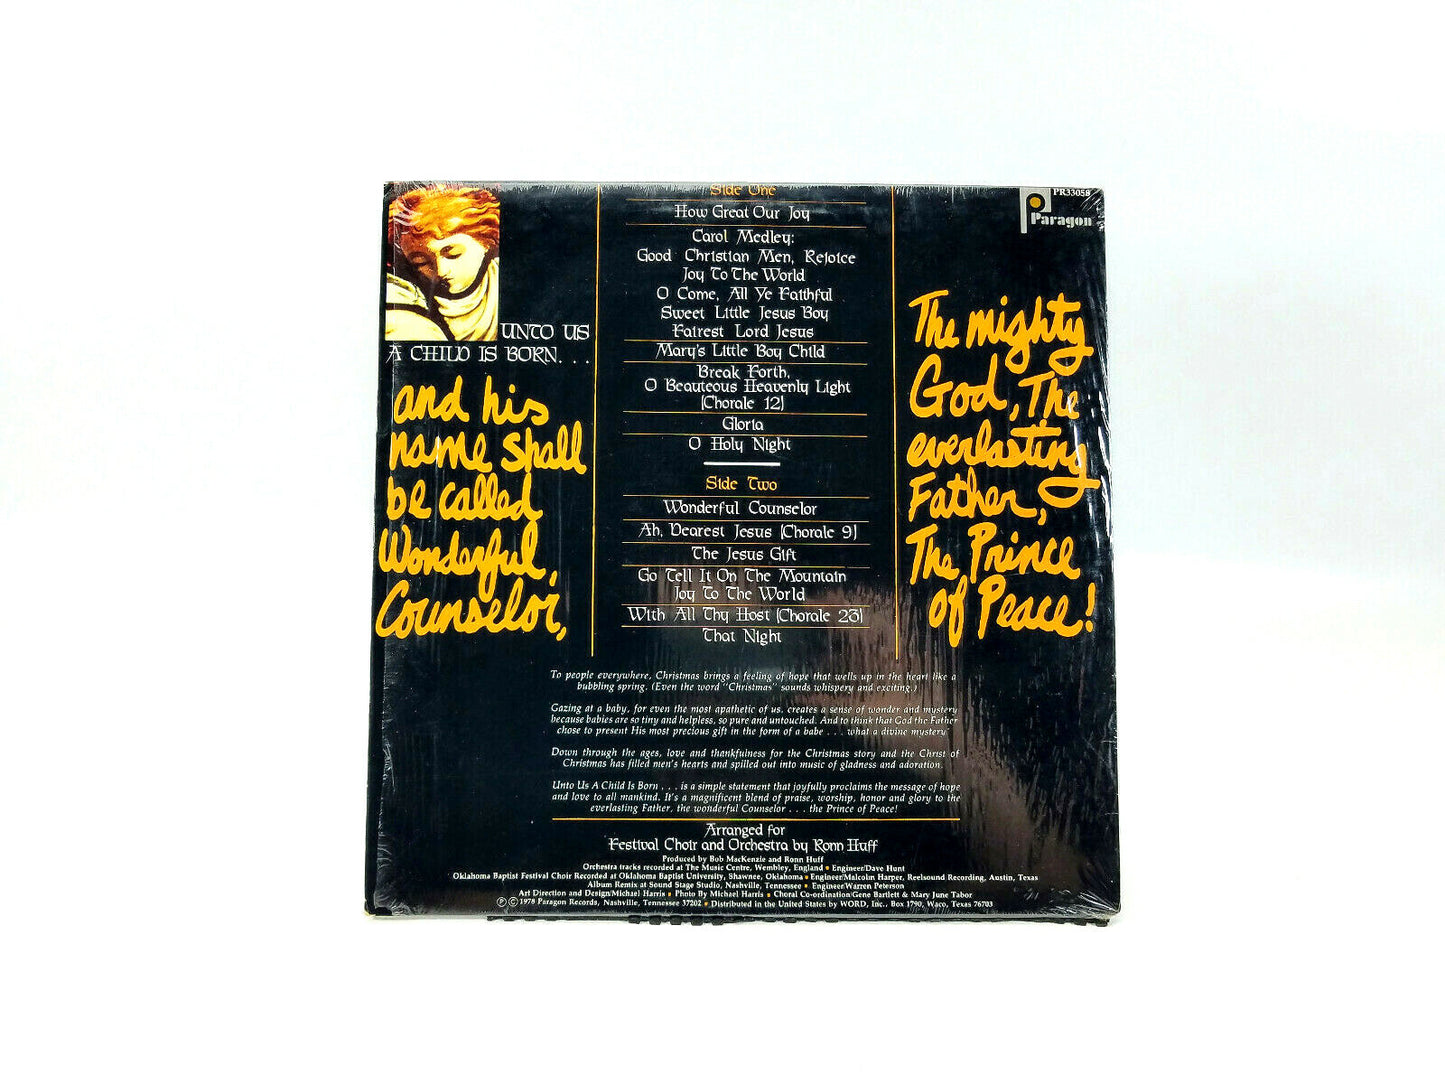 UNTO US
A CHILD IS BORN. . .
and his
name shall
be called
Wonderful,
Counselor,
Side One
How Great Our Joy
Carol Medley:
Good Christian Men, Rejoice
Joy To The World
O Come, All Ye Faithful
Sweet Little Jesus Boy
Fairest Lord Jesus
Mary's Little Boy Child
Break Forth,
O Beauteous Heavenly Light
(Chorale 12)
Gloria
O Holy Night
Side Two
Wonderful Counselor
Ah, Dearest Jesus (Chorale 9)
The Jesus Gift
Go Tell It On The Mountain
Joy To The World
With All Thy Host (Chorale 23)
That Night
PR33058
Paragon
The mighty
God, The
everlasting
Father,
The Prince
of Peace!
To people everywhere, Christmas brings a feeling of hope that wells up in the heart like a
bubbling spring. (Even the word "Christmas" sounds whispery and exciting.)
Gazing at a baby, for even the most apathetic of us, creates a sense of wonder and mystery
because babies are so tiny and helpless, so pure and untouched. And to think that God the Father
chose to present His most precious gift in the form of a babe . . . what a divine mystery
Down through the ages, love and thankfulness for the Christmas story and the Christ of
Christmas has filled men's hearts and spilled out into music of gladness and adoration.
Unto Us A Child Is Born . . . is a simple statement that joyfully proclaims the message of hope
and love to all mankind. It's a magnificent blend of praise, worship, honor and glory to the
everlasting Father, the wonderful Counselor . . . the Prince of Peace!
Arranged for
Festival Choir and Orchestra by Ronn Huff
Produced by Bob MacKenzie and Ronn Huff
Orchestra tracks recorded at The Music Centre, Wembley, England • Engineer/Dave Hunt
Oklahoma Baptist Festival Choir Recorded at Oklahoma Baptist University, Shawnee, Oklahoma • Engineer/Malcolm Harper, Reelsound Recording, Austin, Texas
Album Remix at Sound Stage Studio, Nashville, Tennessee • Engineer/Warren Peterson
Art Direction and Design/Michael Harris • Photo By Michael Harris • Choral Co-ordination/Gene Bartlett & Mary June Tabor
Ⓟ © 1978 Paragon Records, Nashville, Tennessee 37202 • Distributed in the United States by WORD, Inc., Box 1790, Waco, Texas 76703